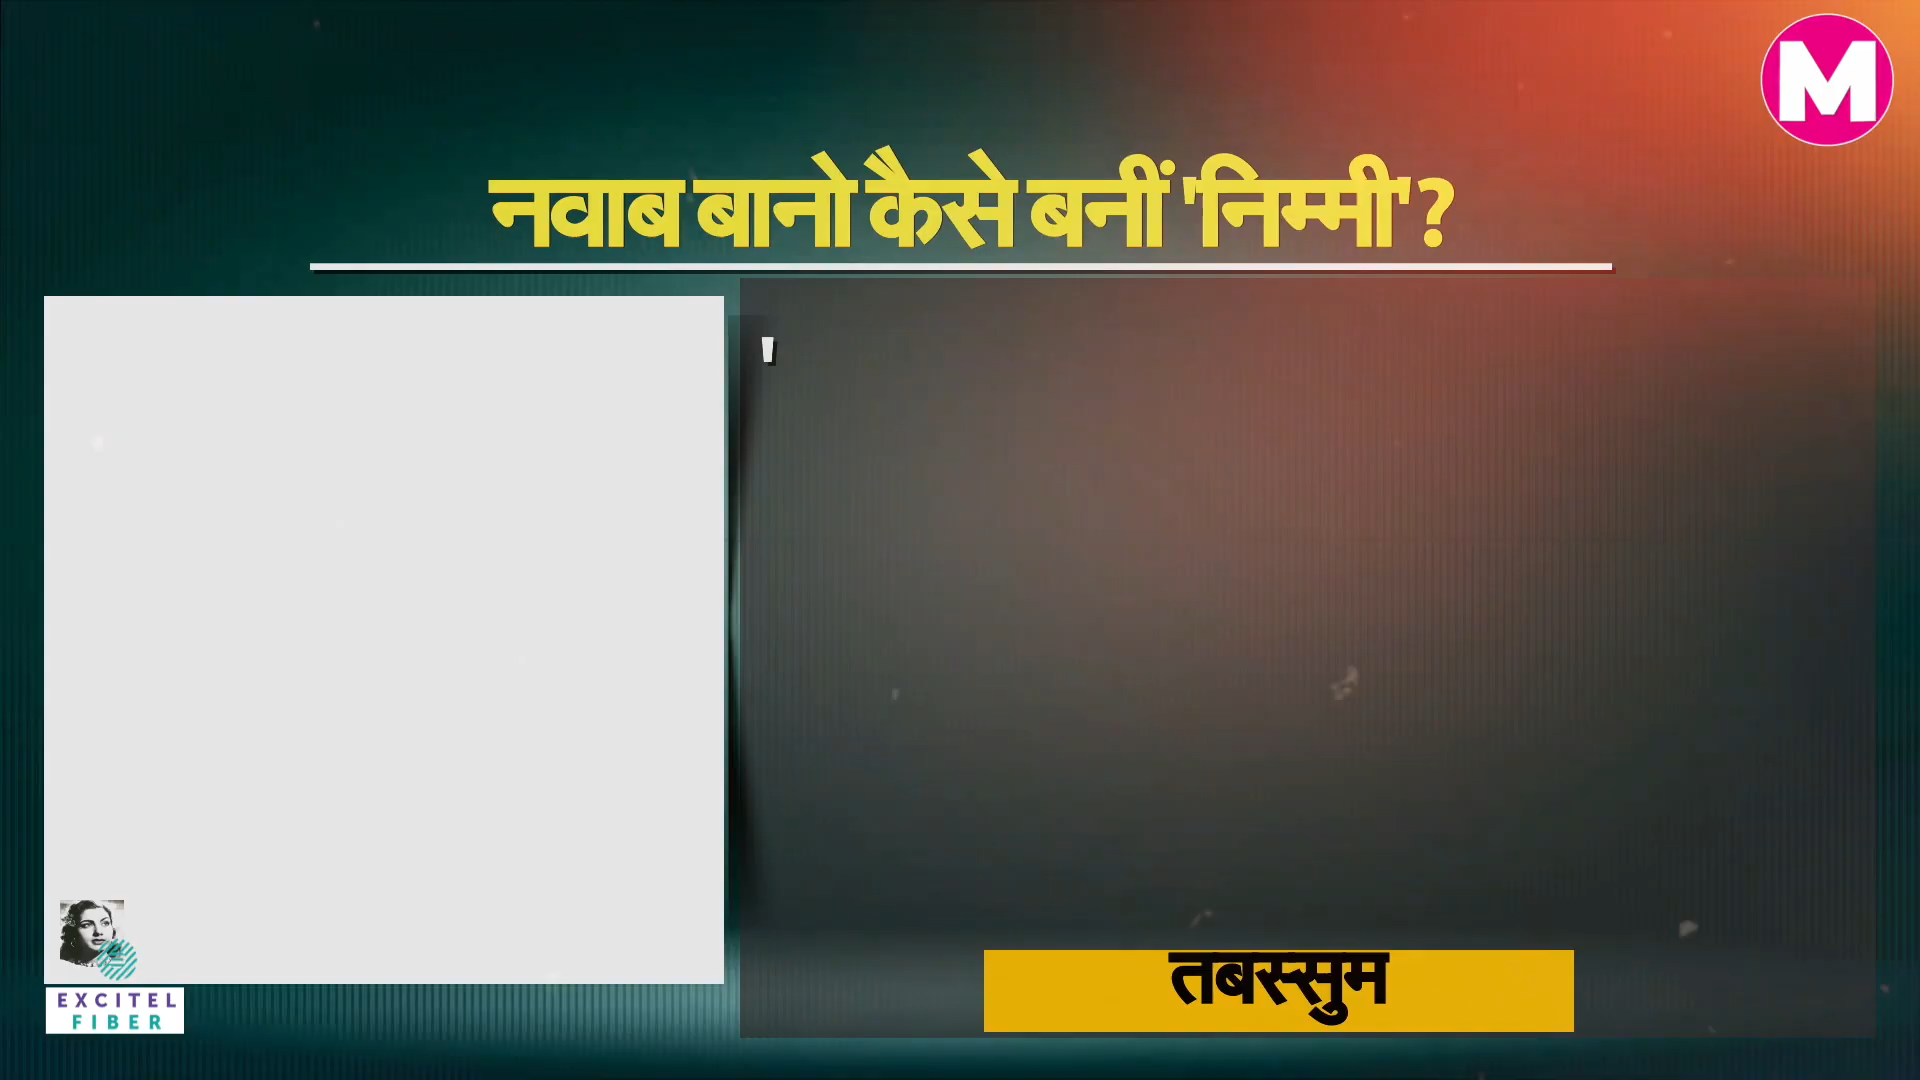 M
नवाब बानो कैसे बनीं 'निम्मी'?
'
तबस्सुम
EXCITEL
FIBER